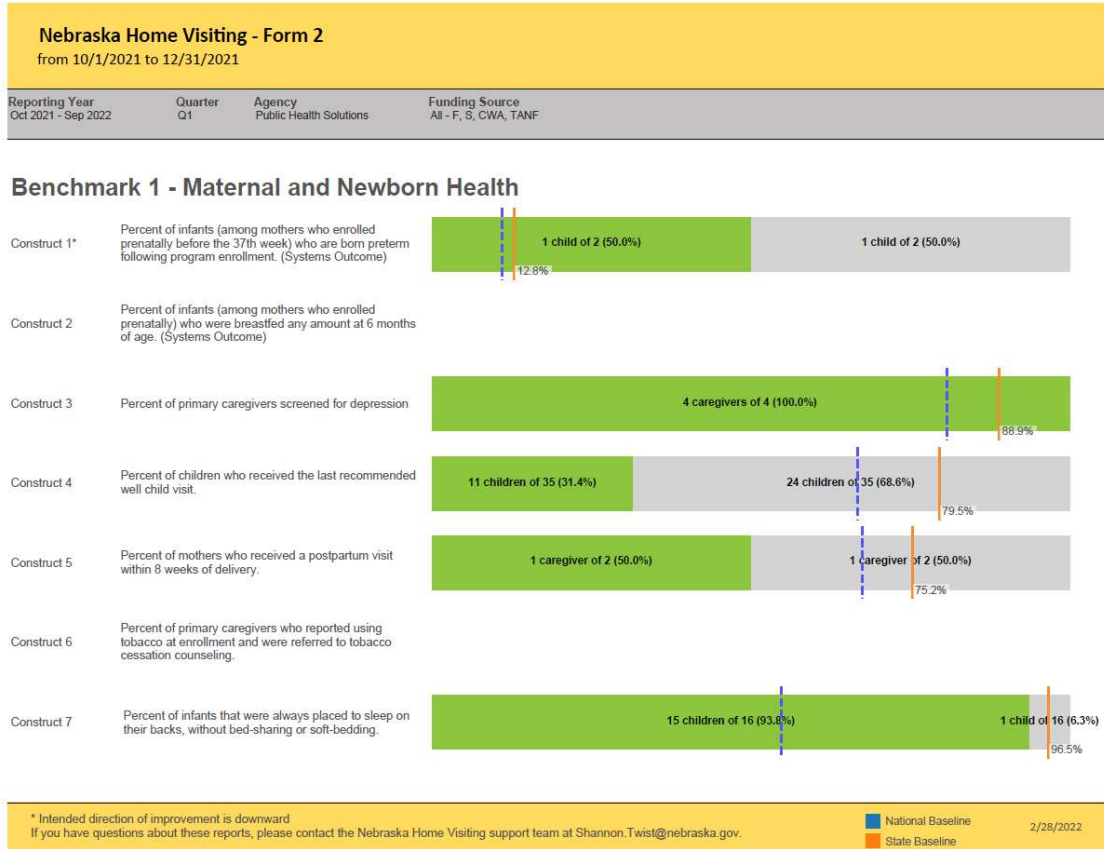 Nebraska Home Visiting - Form 2
from 10/1/2021 to 12/31/2021
Reporting Year Quarter Agency Funding Source
Oct 2021 - Sep 2022 Q1 Public Health Solutions All - F, S, CWA, TANF
Benchmark 1 - Maternal and Newborn Health
Construct 1*
Percent of infants (among mothers who enrolled
prenatally before the 37th week) who are born preterm
following program enrollment. (Systems Outcome)
1 child of 2 (50.0%) 1 child of 2 (50.0%)
12.8%
Construct 2
Percent of infants (among mothers who enrolled
prenatally) who were breastfed any amount at 6 months
of age. (Systems Outcome)
Construct 3
Percent of primary caregivers screened for depression
4 caregivers of 4 (100.0%)
88.9%
Construct 4
Percent of children who received the last recommended
well child visit.
11 children of 35 (31.4%) 24 children of 35 (68.6%)
79.5%
Construct 5
Percent of mothers who received a postpartum visit
within 8 weeks of delivery.
1 caregiver of 2 (50.0%) 1 caregiver of 2 (50.0%)
75.2%
Construct 6
Percent of primary caregivers who reported using
tobacco at enrollment and were referred to tobacco
cessation counseling.
Construct 7
Percent of infants that were always placed to sleep on
their backs, without bed-sharing or soft-bedding.
15 children of 16 (93.8%) 1 child of 16 (6.3%)
96.5%
* Intended direction of improvement is downward
If you have questions about these reports, please contact the Nebraska Home Visiting support team at Shannon.Twist@nebraska.gov.
National Baseline
State Baseline
2/28/2022